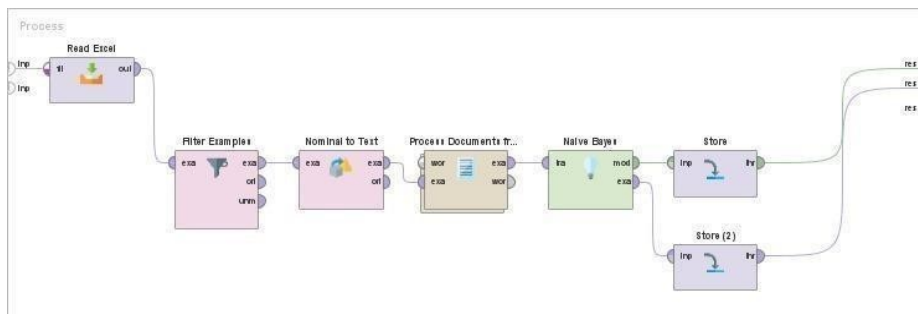 Process
Read Excel
inp
fil
out
res
inp
res
res
Filter Examples
Nominal to Text
Process Documents fr...
Naive Bayes
Store
exa
exa
exa
exa
wor
exa
tra
mod
inp
thr
ori
ori
exa
wor
exa
unm
Store (2)
inp
thr